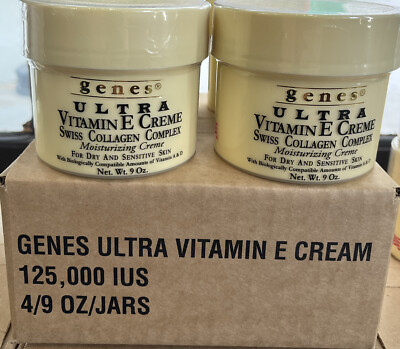 genes®
ULTRA
VITAMIN E CREME
SWISS COLLAGEN COMPLEX
Moisturizing Creme
FOR DRY AND SENSITIVE SKIN
With Biologically Compatible Amounts of Vitamins A & D
Net. Wt. 9 Oz.
genes®
ULTRA
VITAMIN E CREME
SWISS COLLAGEN COMPLEX
Moisturizing Creme
FOR DRY AND SENSITIVE SKIN
With Biologically Compatible Amounts of Vitamins A & D
Net. Wt. 9 Oz.
GENES ULTRA VITAMIN E CREAM
125,000 IUS
4/9 OZ/JARS